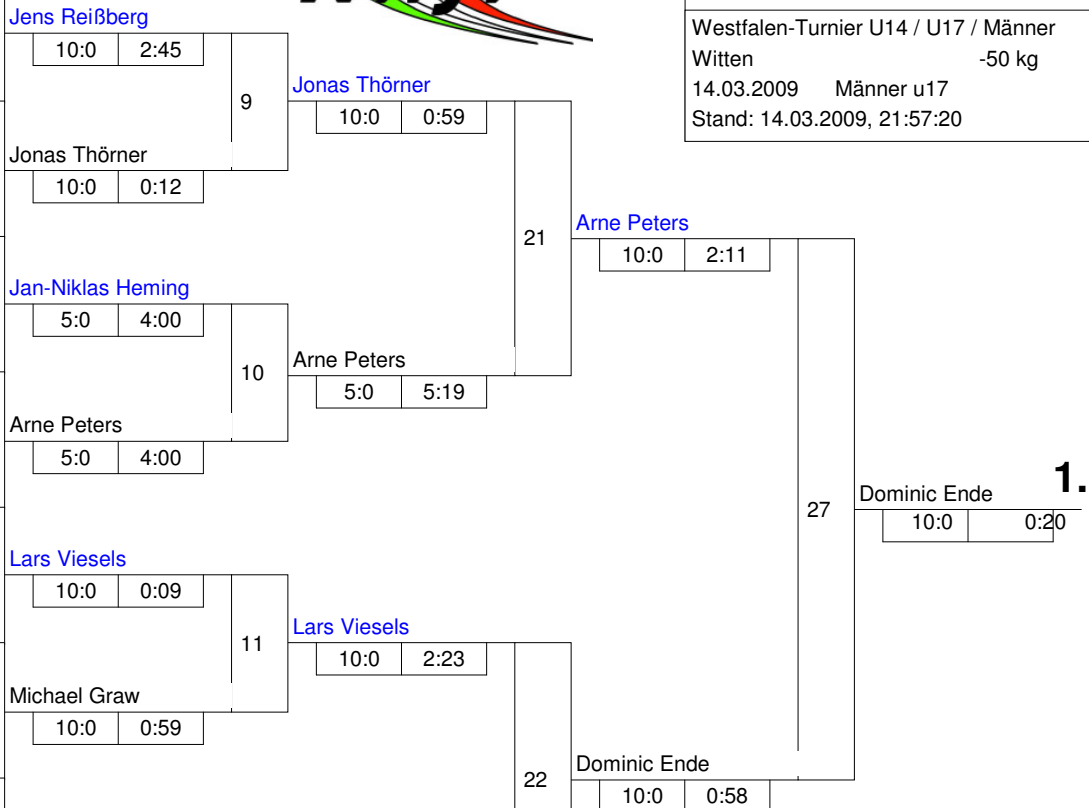 Westfalen-Turnier U14 / U17 / Männer
Witten -50 kg
14.03.2009 Männer u17
Stand: 14.03.2009, 21:57:20
Jens Reißberg
10:0 2:45
9
Jonas Thörner
10:0 0:59
Jonas Thörner
10:0 0:12
21
Arne Peters
10:0 2:11
Jan-Niklas Heming
5:0 4:00
10
Arne Peters
5:0 5:19
Arne Peters
5:0 4:00
27
Dominic Ende 1.
10:0 0:20
Lars Viesels
10:0 0:09
11
Lars Viesels
10:0 2:23
Michael Graw
10:0 0:59
22
Dominic Ende
10:0 0:58